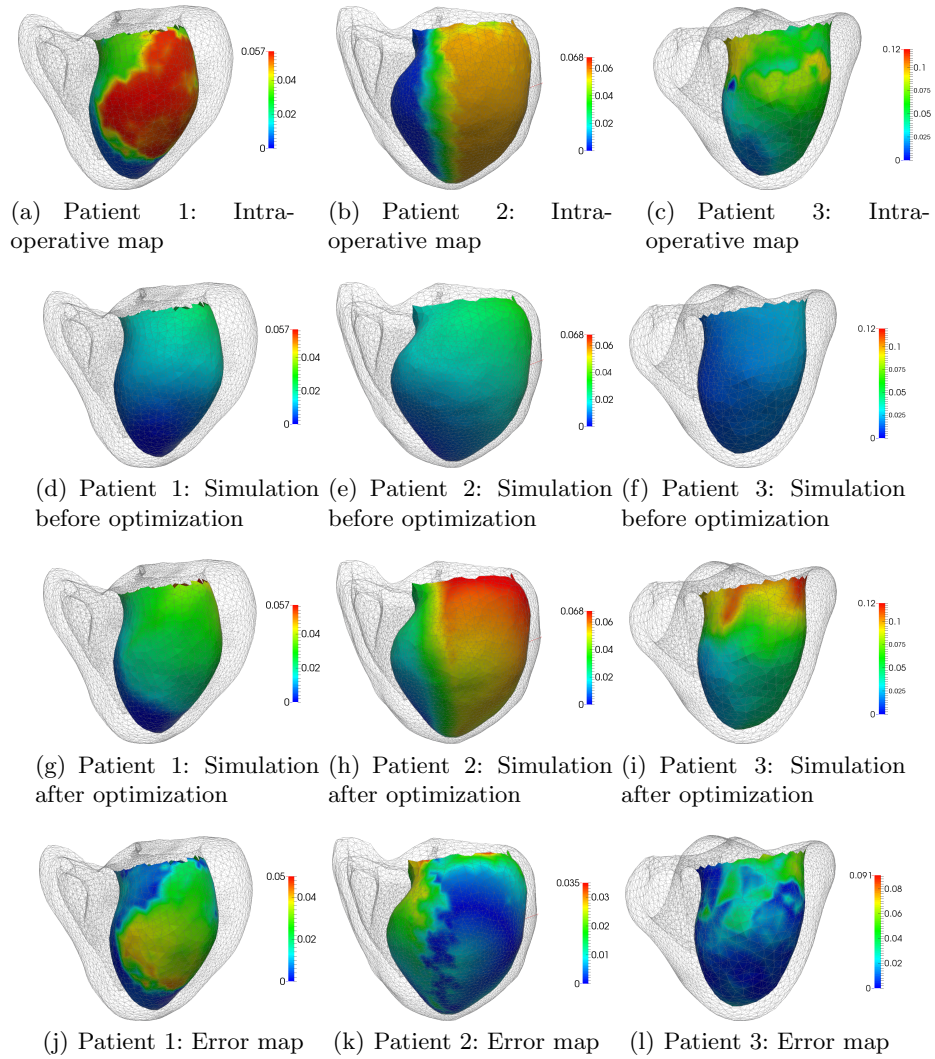 0.057
0.04
0.02
0
0.068
0.06
0.04
0.02
0
0.12
0.1
0.075
0.05
0.025
0
(a) Patient 1: Intra-
operative map
(b) Patient 2: Intra-
operative map
(c) Patient 3: Intra-
operative map
0.057
0.04
0.02
0
0.068
0.06
0.04
0.02
0
0.12
0.1
0.075
0.05
0.025
0
(d) Patient 1: Simulation
before optimization
(e) Patient 2: Simulation
before optimization
(f) Patient 3: Simulation
before optimization
0.057
0.04
0.02
0
0.068
0.06
0.04
0.02
0
0.12
0.1
0.075
0.05
0.025
0
(g) Patient 1: Simulation
after optimization
(h) Patient 2: Simulation
after optimization
(i) Patient 3: Simulation
after optimization
0.05
0.04
0.02
0
0.035
0.03
0.02
0.01
0
0.091
0.08
0.06
0.04
0.02
0
(j) Patient 1: Error map
(k) Patient 2: Error map
(l) Patient 3: Error map